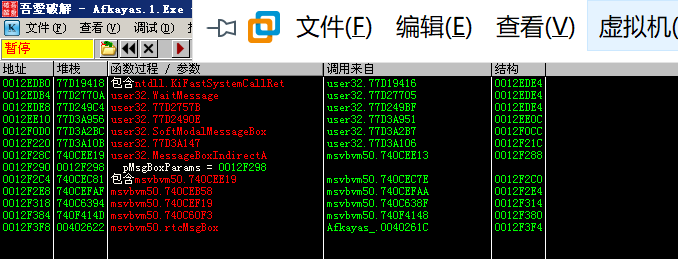 吾愛破解 - Afkayas.1.Exe
文件(F) 编辑(E) 查看(V) 虚拟机(
K 文件(F) 查看(V) 调试(D)
暂停
地址 堆栈 函数过程 / 参数 调用来自 结构
0012EDB0 77D19418 包含ntdll.KiFastSystemCallRet user32.77D19416 0012EDE4
0012EDB4 77D2770A user32.WaitMessage user32.77D27705 0012EDE4
0012EDE8 77D249C4 user32.77D2757B user32.77D249BF 0012EDE4
0012EE10 77D3A956 user32.77D2490E user32.77D3A951 0012EE0C
0012F0D0 77D3A2BC user32.SoftModalMessageBox user32.77D3A2B7 0012F0CC
0012F220 77D3A10B user32.77D3A147 user32.77D3A106 0012F21C
0012F28C 740CEE19 user32.MessageBoxIndirectA msvbvm50.740CEE13 0012F288
0012F290 0012F298 pMsgBoxParams = 0012F298
0012F2C4 740CEC81 包含msvbvm50.740CEE19 msvbvm50.740CEC7E 0012F2C0
0012F2E8 740CEFAF msvbvm50.740CEB58 msvbvm50.740CEFAA 0012F2E4
0012F318 740C6394 msvbvm50.740CEF19 msvbvm50.740C638F 0012F314
0012F384 740F414D msvbvm50.740C60F3 msvbvm50.740F4148 0012F380
0012F3F8 00402622 msvbvm50.rtcMsgBox Afkayas_.0040261C 0012F3F4